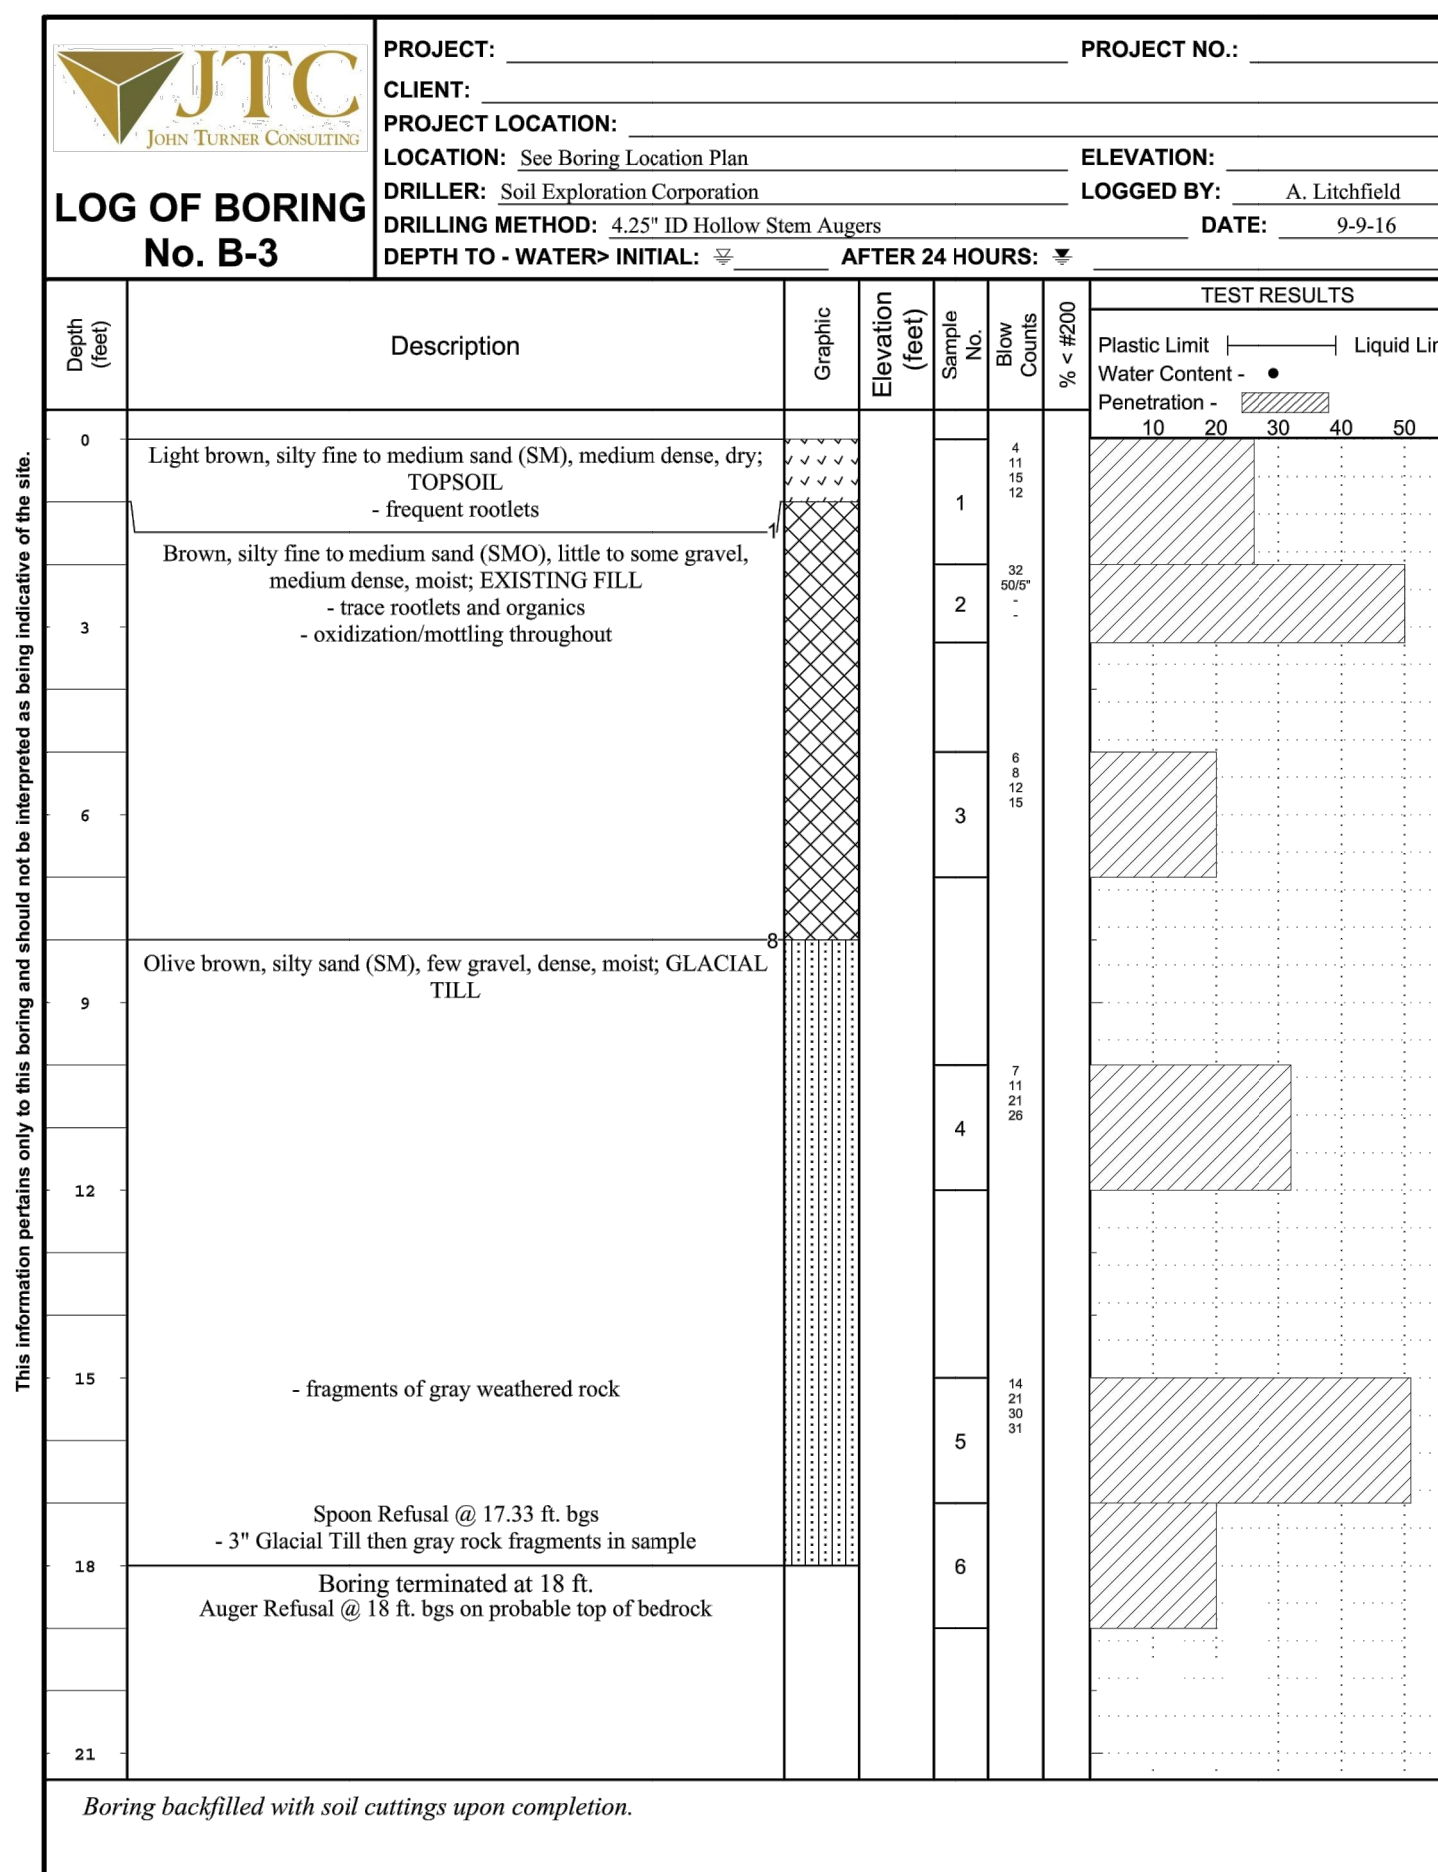 JTC
JOHN TURNER CONSULTING
LOG OF BORING
No. B-3
PROJECT:
PROJECT NO.:
CLIENT:
PROJECT LOCATION:
LOCATION: See Boring Location Plan
ELEVATION:
DRILLER: Soil Exploration Corporation
LOGGED BY: A. Litchfield
DRILLING METHOD: 4.25" ID Hollow Stem Augers
DATE: 9-9-16
DEPTH TO - WATER> INITIAL:
AFTER 24 HOURS:
Depth
(feet)
Description
Graphic
Elevation
(feet)
Sample
No.
Blow
Counts
% < #200
TEST RESULTS
Plastic Limit
Liquid Lir
Water Content -
Penetration -
10 20 30 40 50
0
Light brown, silty fine to medium sand (SM), medium dense, dry;
TOPSOIL
- frequent rootlets
1
1
4
11
15
12
Brown, silty fine to medium sand (SMO), little to some gravel,
medium dense, moist; EXISTING FILL
- trace rootlets and organics
- oxidization/mottling throughout
2
32
50/5"
-
-
3
3
6
8
12
15
6
8
Olive brown, silty sand (SM), few gravel, dense, moist; GLACIAL
TILL
9
4
7
11
21
26
12
15
- fragments of gray weathered rock
5
14
21
30
31
Spoon Refusal @ 17.33 ft. bgs
- 3" Glacial Till then gray rock fragments in sample
18
6
Boring terminated at 18 ft.
Auger Refusal @ 18 ft. bgs on probable top of bedrock
21
Boring backfilled with soil cuttings upon completion.
This information pertains only to this boring and should not be interpreted as being indicative of the site.